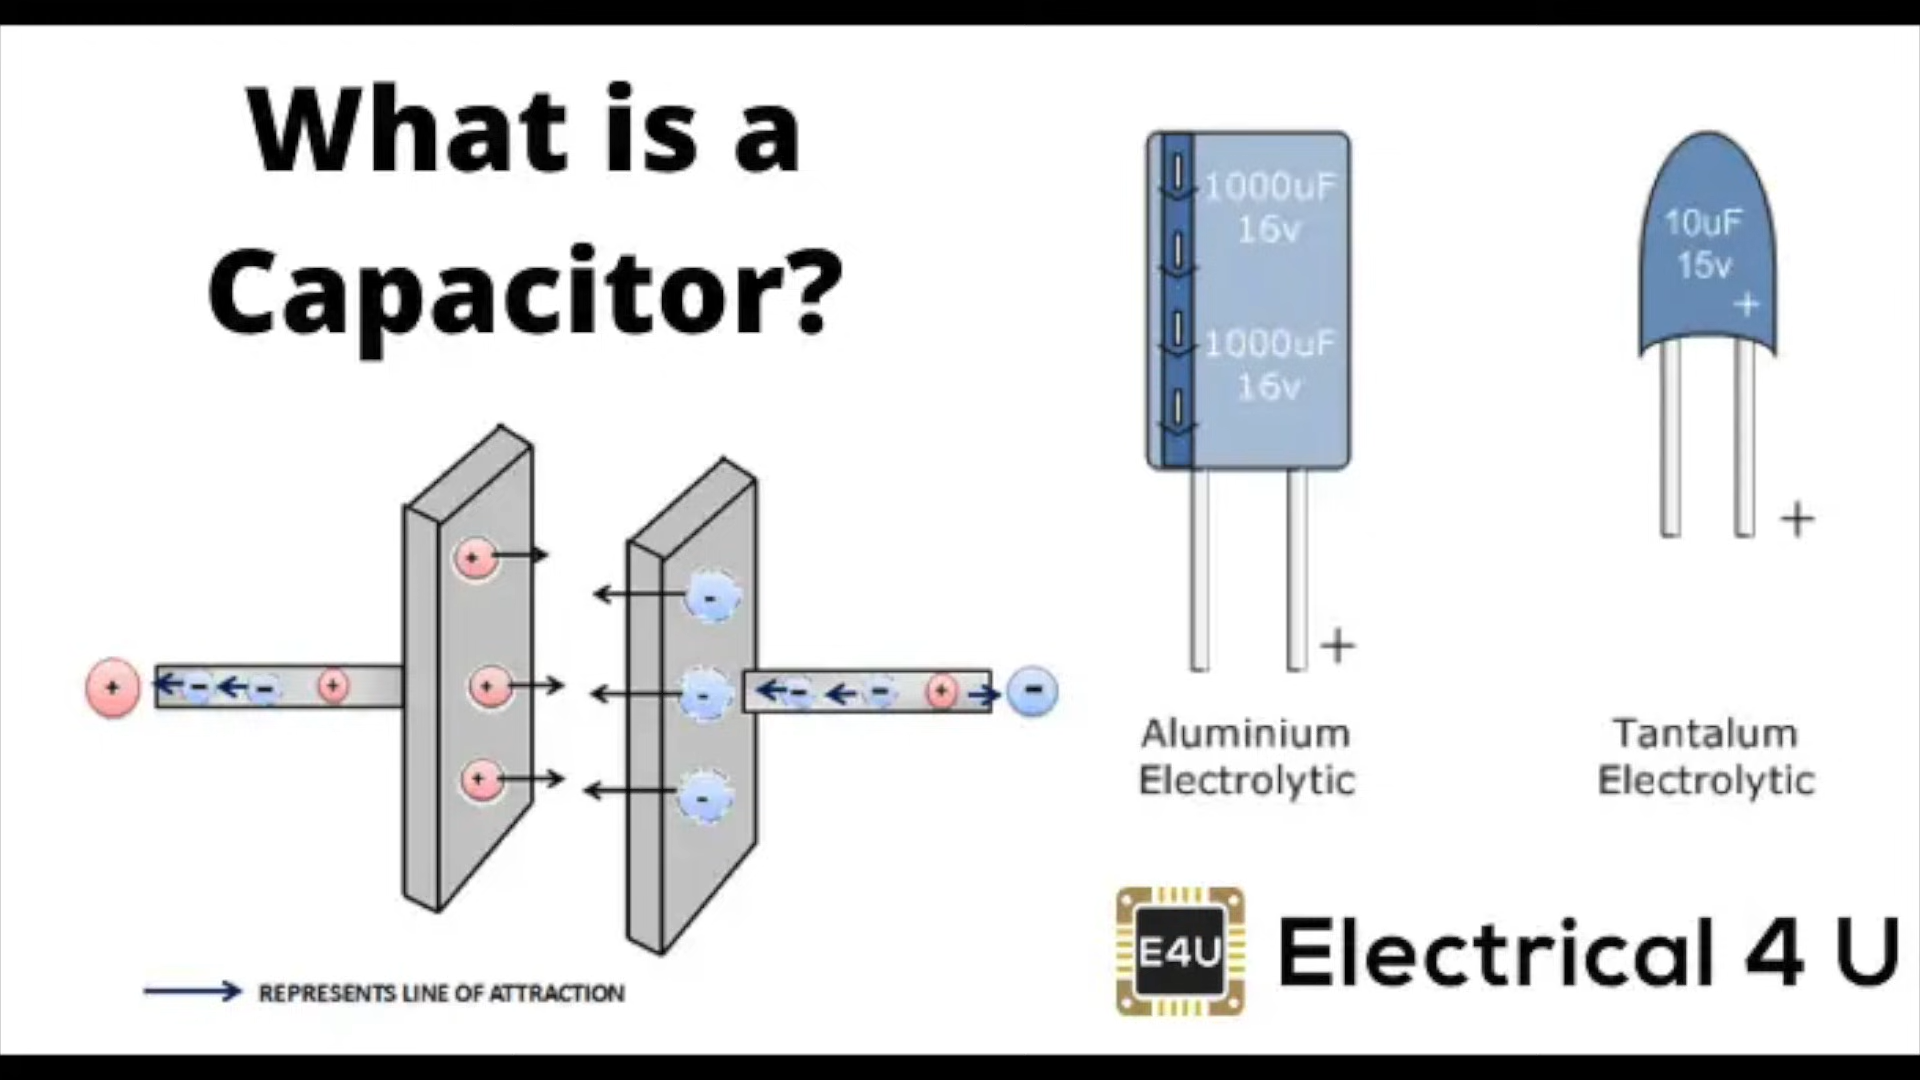 What is a
Capacitor?
1000uF
16v
1000uF
16v
10uF
15v
+
+
+
Aluminium
Electrolytic
Tantalum
Electrolytic
+
+
+
+
-
-
-
+
-
-
+
-
-
+
-
REPRESENTS LINE OF ATTRACTION
E4U
Electrical 4 U